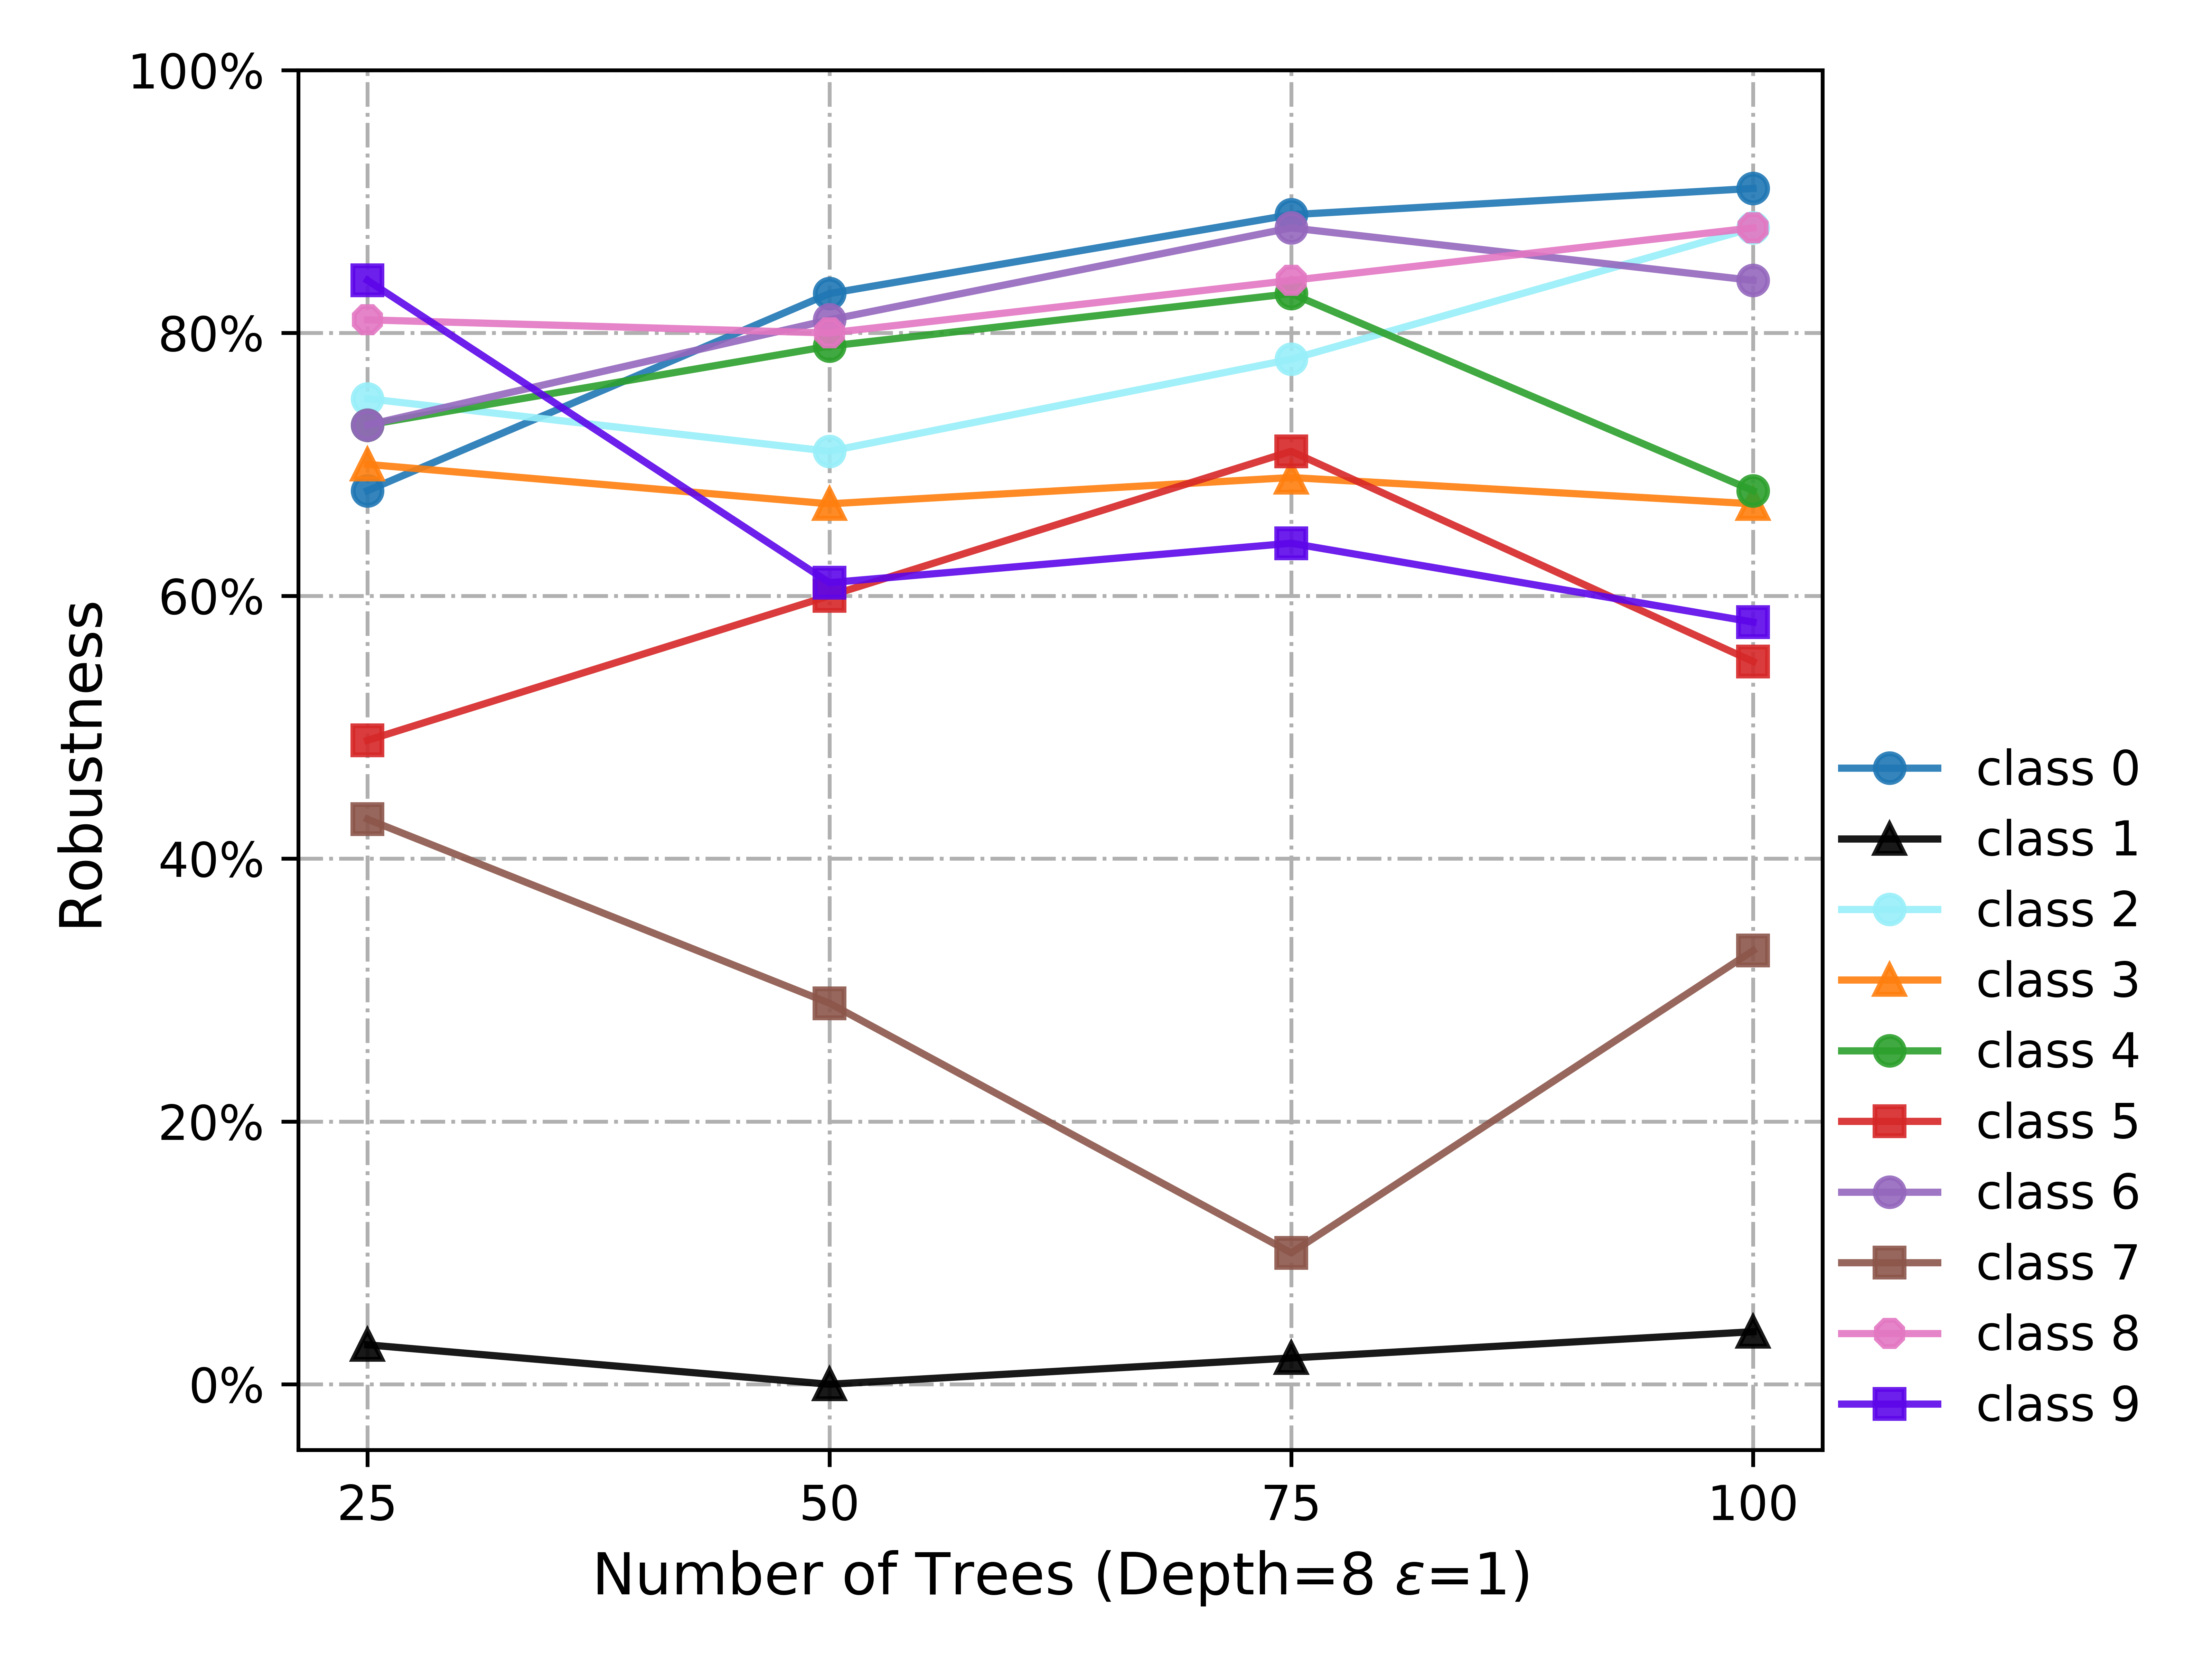 100%
80%
60%
40%
20%
0%
Robustness
25 50 75 100
Number of Trees (Depth=8 ε=1)
class 0
class 1
class 2
class 3
class 4
class 5
class 6
class 7
class 8
class 9